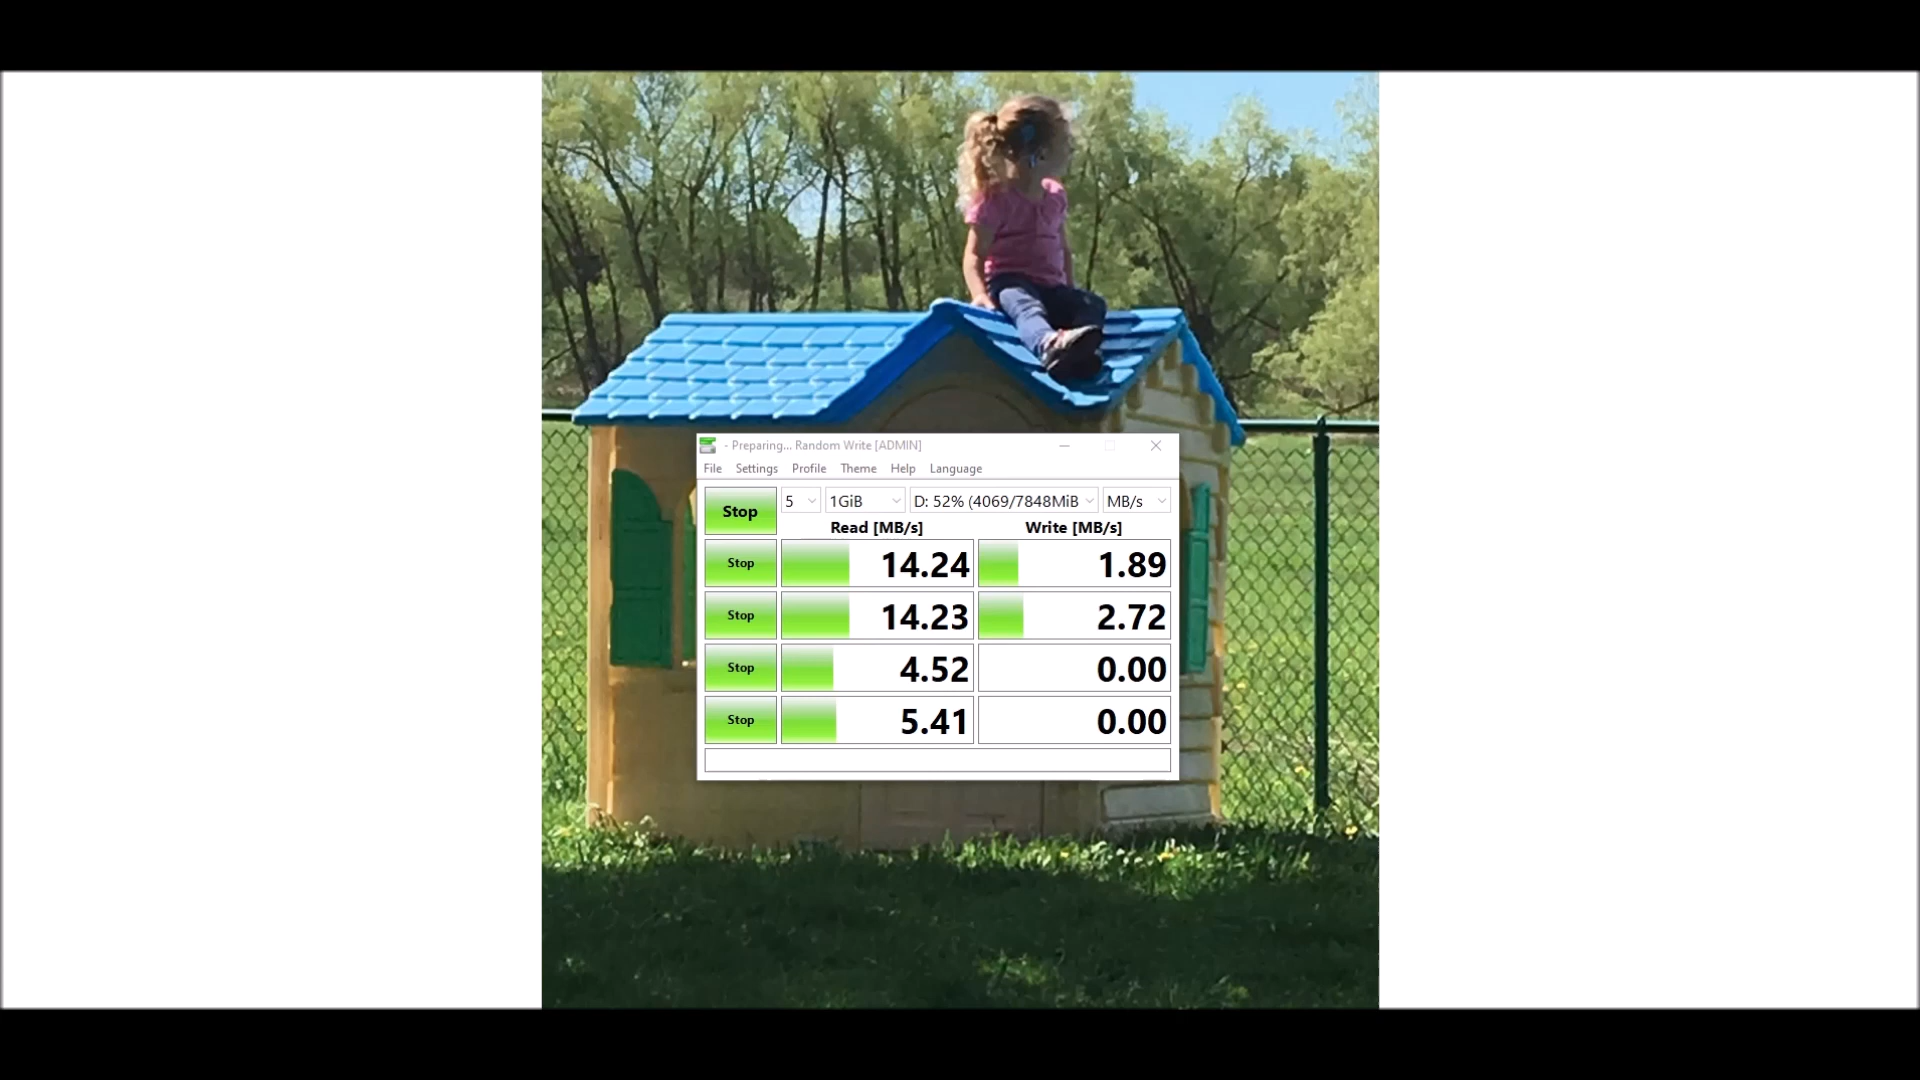 - Preparing... Random Write [ADMIN]
File Settings Profile Theme Help Language
Stop 5 1GiB D: 52% (4069/7848MiB MB/s
Read [MB/s] Write [MB/s]
Stop 14.24 1.89
Stop 14.23 2.72
Stop 4.52 0.00
Stop 5.41 0.00